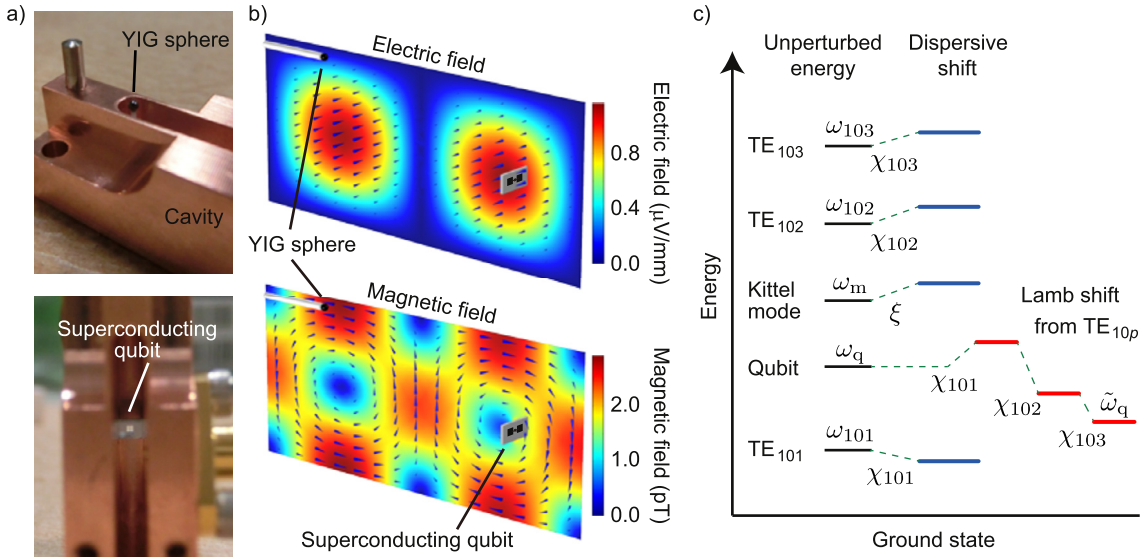 a)
YIG sphere
Cavity
Superconducting
qubit
b)
Electric field
Electric field (μV/mm)
0.8
0.4
0.0
YIG sphere
Magnetic field
Magnetic field (pT)
2.0
1.0
0.0
Superconducting qubit
c)
Unperturbed
energy
Dispersive
shift
Energy
TE₁₀₃
ω₁₀₃
χ₁₀₃
TE₁₀₂
ω₁₀₂
χ₁₀₂
Kittel
mode
ωₘ
ξ
Lamb shift
from TE₁₀ₚ
Qubit
ω_q
χ₁₀₁
χ₁₀₂
ω̃_q
χ₁₀₃
TE₁₀₁
ω₁₀₁
χ₁₀₁
Ground state